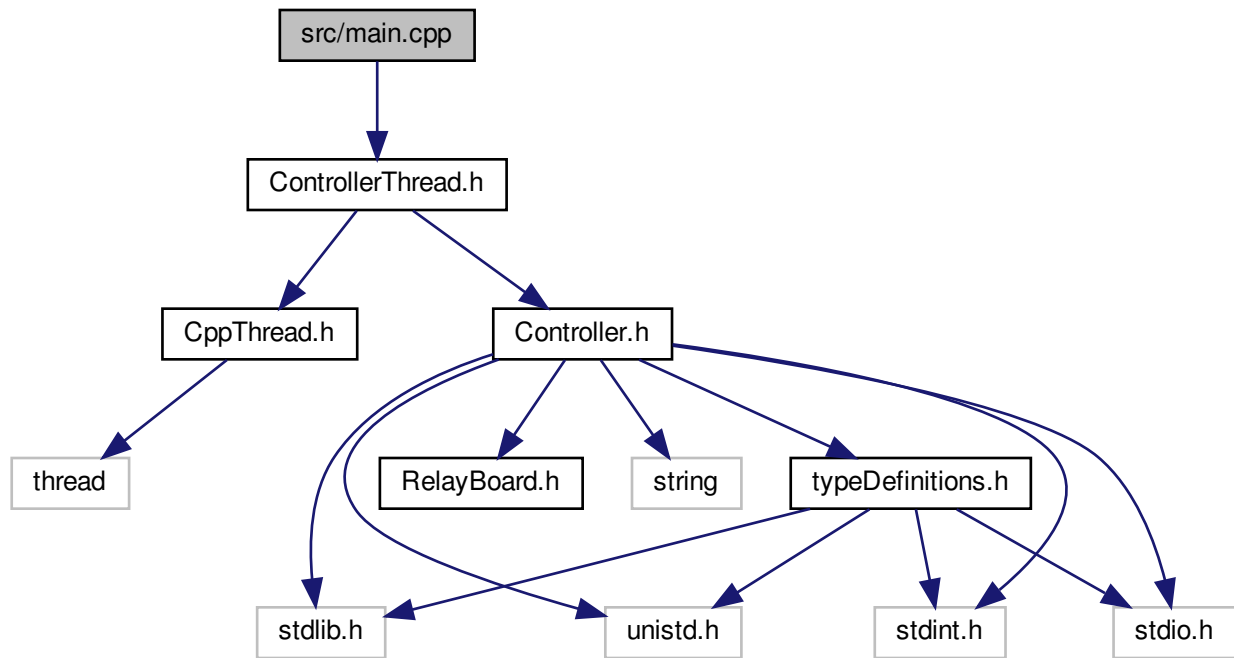 src/main.cpp
ControllerThread.h
CppThread.h
Controller.h
thread
RelayBoard.h
string
typeDefinitions.h
stdlib.h
unistd.h
stdint.h
stdio.h